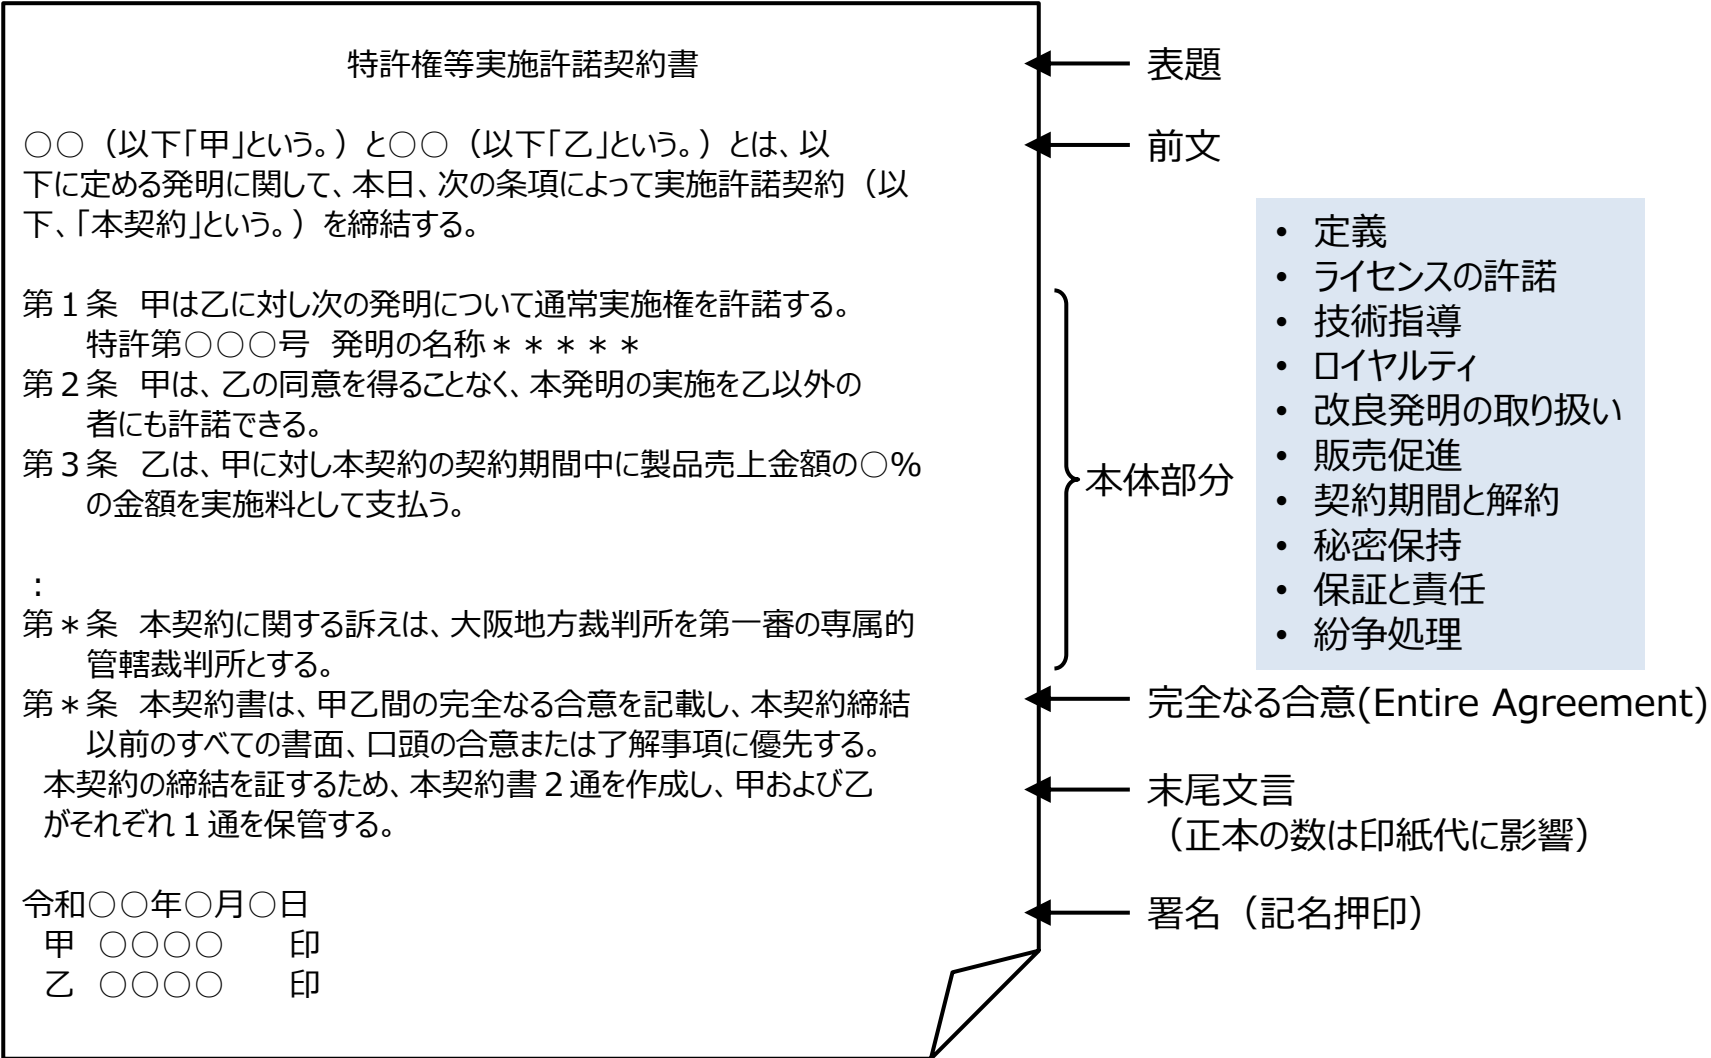 特許権等実施許諾契約書
○○（以下「甲」という。）と○○（以下「乙」という。）とは、以
下に定める発明に関して、本日、次の条項によって実施許諾契約（以
下、「本契約」という。）を締結する。
第１条　甲は乙に対し次の発明について通常実施権を許諾する。
特許第○○○号　発明の名称＊＊＊＊＊
第２条　甲は、乙の同意を得ることなく、本発明の実施を乙以外の
者にも許諾できる。
第３条　乙は、甲に対し本契約の契約期間中に製品売上金額の○%
の金額を実施料として支払う。
：
第＊条　本契約に関する訴えは、大阪地方裁判所を第一審の専属的
管轄裁判所とする。
第＊条　本契約書は、甲乙間の完全なる合意を記載し、本契約締結
以前のすべての書面、口頭の合意または了解事項に優先する。
本契約の締結を証するため、本契約書２通を作成し、甲および乙
がそれぞれ１通を保管する。
令和○○年○月○日
甲　○○○○　　印
乙　○○○○　　印
表題
前文
本体部分
• 定義
• ライセンスの許諾
• 技術指導
• ロイヤルティ
• 改良発明の取り扱い
• 販売促進
• 契約期間と解約
• 秘密保持
• 保証と責任
• 紛争処理
完全なる合意(Entire Agreement)
末尾文言
（正本の数は印紙代に影響）
署名（記名押印）